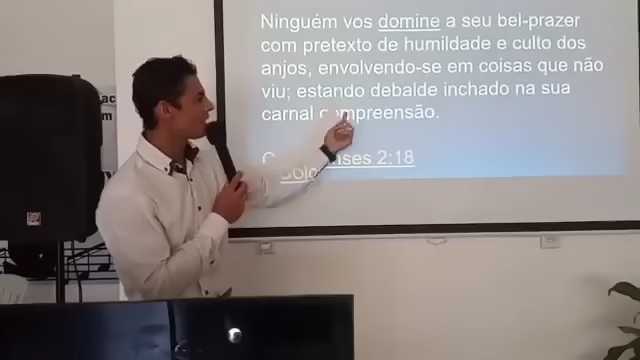 Ninguém vos domine a seu bel-prazer
com pretexto de humildade e culto dos
anjos, envolvendo-se em coisas que não
viu; estando debalde inchado na sua
carnal compreensão.
2:18